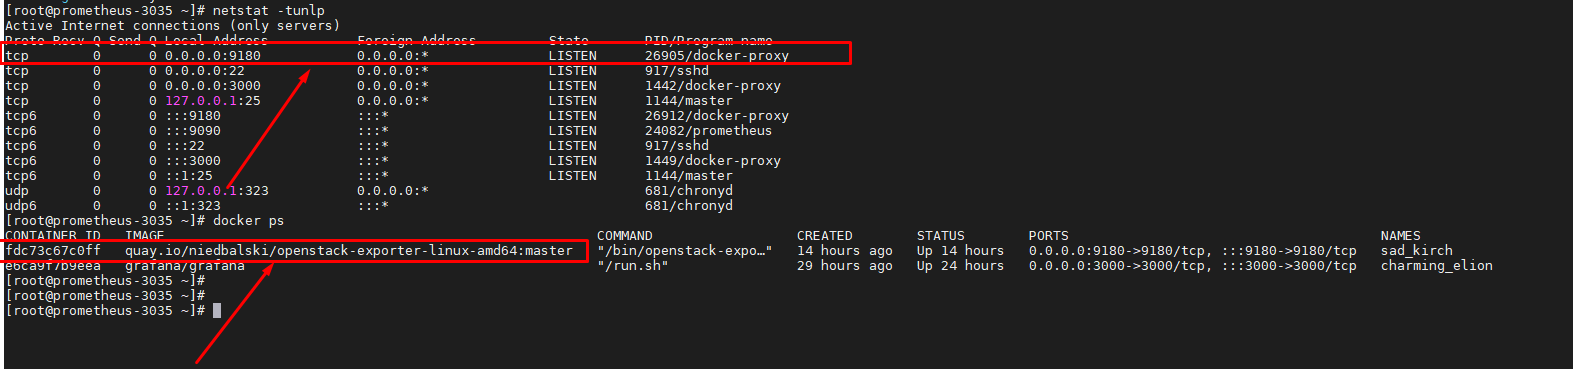 [root@prometheus-3035 ~]# netstat -tunlp
Active Internet connections (only servers)
Proto Recv-Q Send-Q Local Address           Foreign Address         State       PID/Program name
tcp        0      0 0.0.0.0:9180            0.0.0.0:*               LISTEN      26905/docker-proxy
tcp        0      0 0.0.0.0:22              0.0.0.0:*               LISTEN      917/sshd
tcp        0      0 0.0.0.0:3000            0.0.0.0:*               LISTEN      1442/docker-proxy
tcp        0      0 127.0.0.1:25            0.0.0.0:*               LISTEN      1144/master
tcp6       0      0 :::9180                 :::*                    LISTEN      26912/docker-proxy
tcp6       0      0 :::9090                 :::*                    LISTEN      24082/prometheus
tcp6       0      0 :::22                   :::*                    LISTEN      917/sshd
tcp6       0      0 :::3000                 :::*                    LISTEN      1449/docker-proxy
tcp6       0      0 ::1:25                  :::*                    LISTEN      1144/master
udp        0      0 127.0.0.1:323           0.0.0.0:*                           681/chronyd
udp6       0      0 ::1:323                 :::*                                681/chronyd
[root@prometheus-3035 ~]# docker ps
CONTAINER ID   IMAGE                                                      COMMAND                  CREATED        STATUS        PORTS                                       NAMES
fdc73c67c0ff   quay.io/niedbalski/openstack-exporter-linux-amd64:master   "/bin/openstack-expo…"   14 hours ago   Up 14 hours   0.0.0.0:9180->9180/tcp, :::9180->9180/tcp   sad_kirch
e6ca9f7b9eea   grafana/grafana                                            "/run.sh"                29 hours ago   Up 24 hours   0.0.0.0:3000->3000/tcp, :::3000->3000/tcp   charming_elion
[root@prometheus-3035 ~]#
[root@prometheus-3035 ~]#
[root@prometheus-3035 ~]#